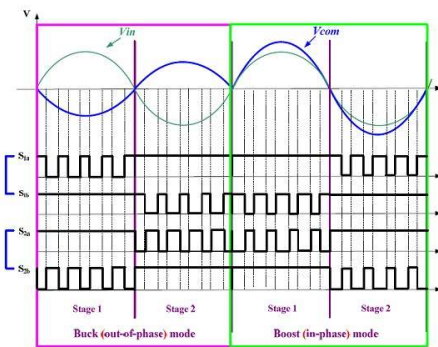 V
Vin
Vcom
t
S1a
S1b
S2a
S2b
Stage 1
Stage 2
Stage 1
Stage 2
Buck (out-of-phase) mode
Boost (in-phase) mode